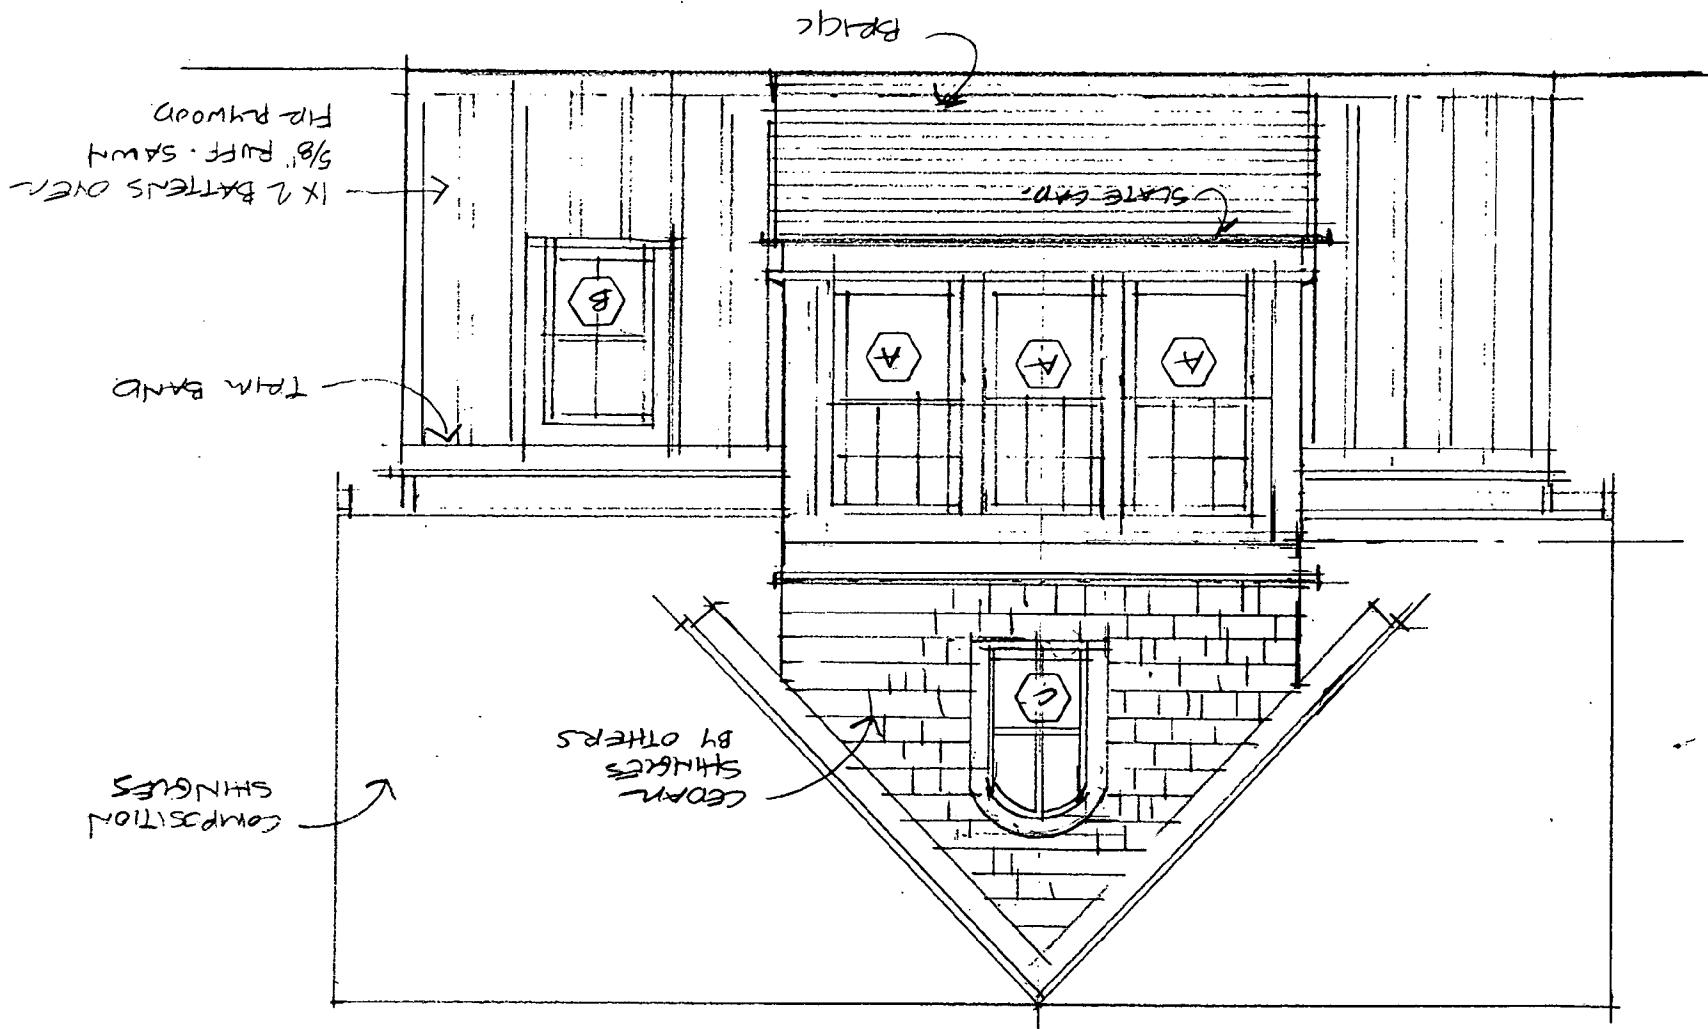 COMPOSITION
SHINGLES
CEDAR
SHINGLES
BY OTHERS
C
A
A
A
B
TRIM BAND
SLATE CAP.
1X2 BATTENS OVER
5/8" RUFF-SAWN
FIR PLYWOOD
BRICK